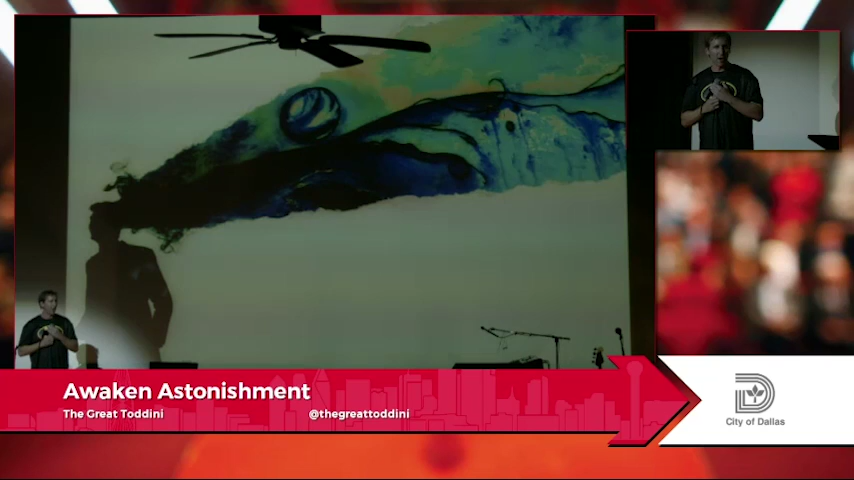 Awaken Astonishment
The Great Toddini @thegreattoddini
City of Dallas